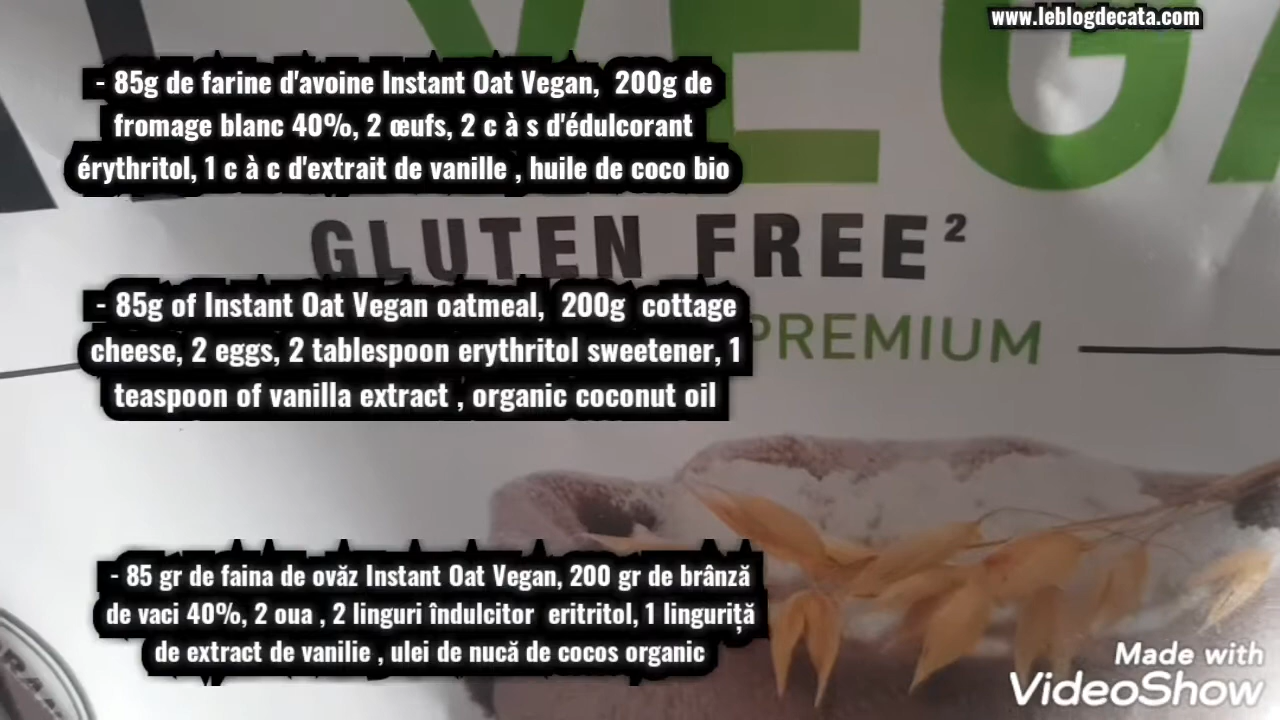 www.leblogdecata.com
- 85g de farine d'avoine Instant Oat Vegan, 200g de
fromage blanc 40%, 2 œufs, 2 c à s d'édulcorant
érythritol, 1 c à c d'extrait de vanille , huile de coco bio
GLUTEN FREE²
- 85g of Instant Oat Vegan oatmeal, 200g cottage
cheese, 2 eggs, 2 tablespoon erythritol sweetener, 1
teaspoon of vanilla extract , organic coconut oil
PREMIUM
- 85 gr de faina de ovăz Instant Oat Vegan, 200 gr de brânză
de vaci 40%, 2 oua , 2 linguri îndulcitor eritritol, 1 linguriță
de extract de vanilie , ulei de nucă de cocos organic
Made with
VideoShow